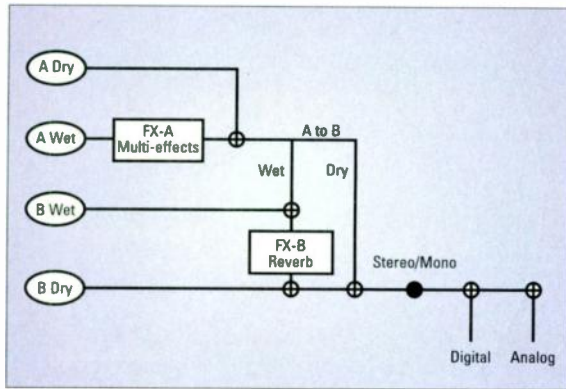 A Dry
A Wet
FX-A
Multi-effects
A to B
Wet
Dry
B Wet
FX-B
Reverb
Stereo/Mono
B Dry
Digital
Analog